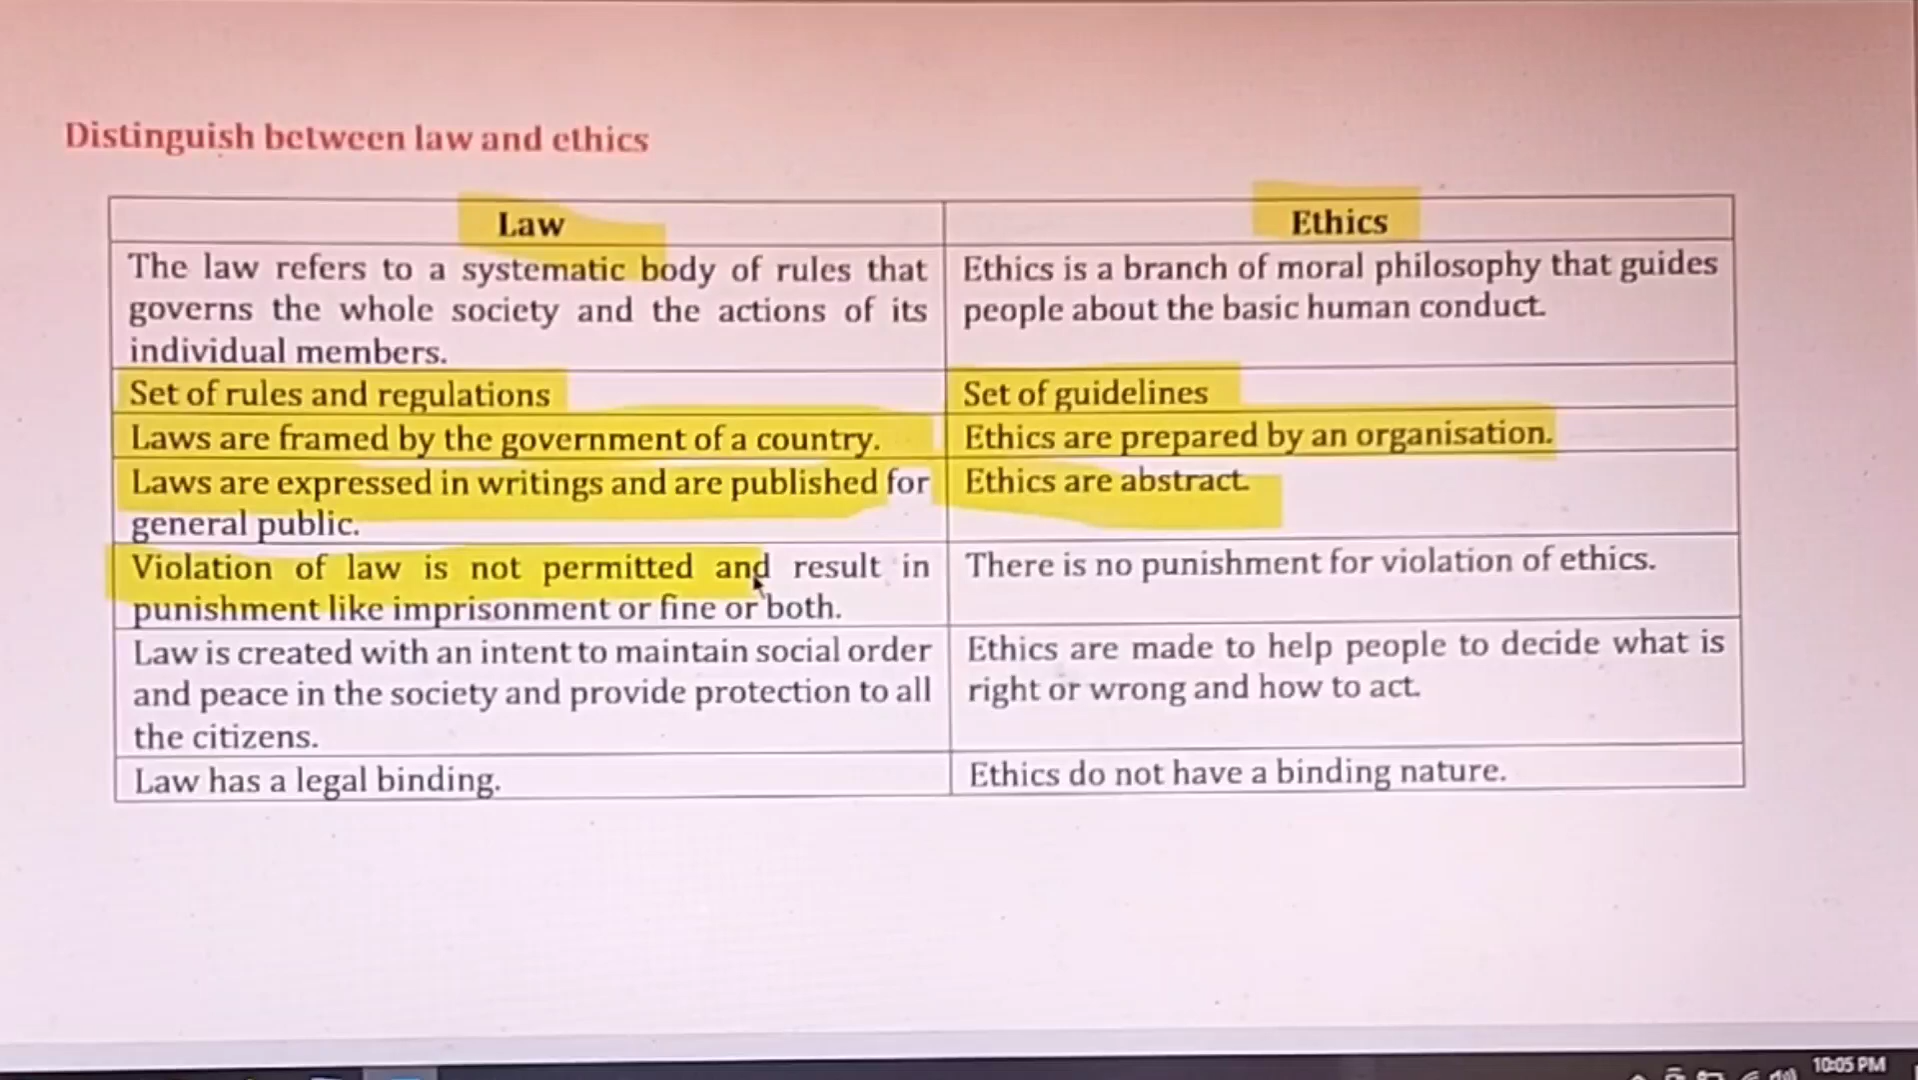 Distinguish between law and ethics
Law
Ethics
The law refers to a systematic body of rules that
governs the whole society and the actions of its
individual members.
Ethics is a branch of moral philosophy that guides
people about the basic human conduct.
Set of rules and regulations
Set of guidelines
Laws are framed by the government of a country.
Ethics are prepared by an organisation.
Laws are expressed in writings and are published for
general public.
Ethics are abstract.
Violation of law is not permitted and result in
punishment like imprisonment or fine or both.
There is no punishment for violation of ethics.
Law is created with an intent to maintain social order
and peace in the society and provide protection to all
the citizens.
Ethics are made to help people to decide what is
right or wrong and how to act.
Law has a legal binding.
Ethics do not have a binding nature.
10:05 PM